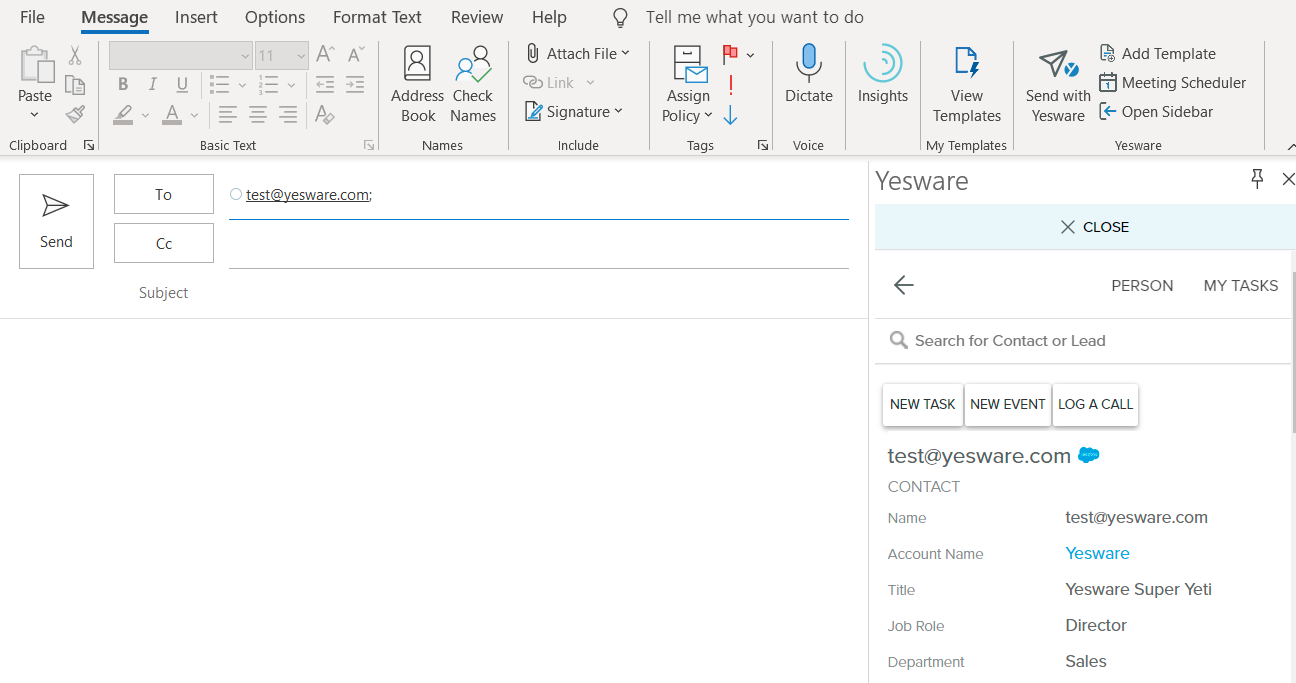 File Message Insert Options Format Text Review Help Tell me what you want to do
Paste
11
B I U
A
Clipboard
Basic Text
Address Book
Check Names
Names
Attach File
Link
Signature
Include
Assign Policy
Tags
Dictate
Voice
Insights
View Templates
My Templates
Send with Yesware
Add Template
Meeting Scheduler
Open Sidebar
Yesware
Send
To
test@yesware.com;
Cc
Subject
Yesware
CLOSE
PERSON MY TASKS
Search for Contact or Lead
NEW TASK NEW EVENT LOG A CALL
test@yesware.com
CONTACT
Name test@yesware.com
Account Name Yesware
Title Yesware Super Yeti
Job Role Director
Department Sales